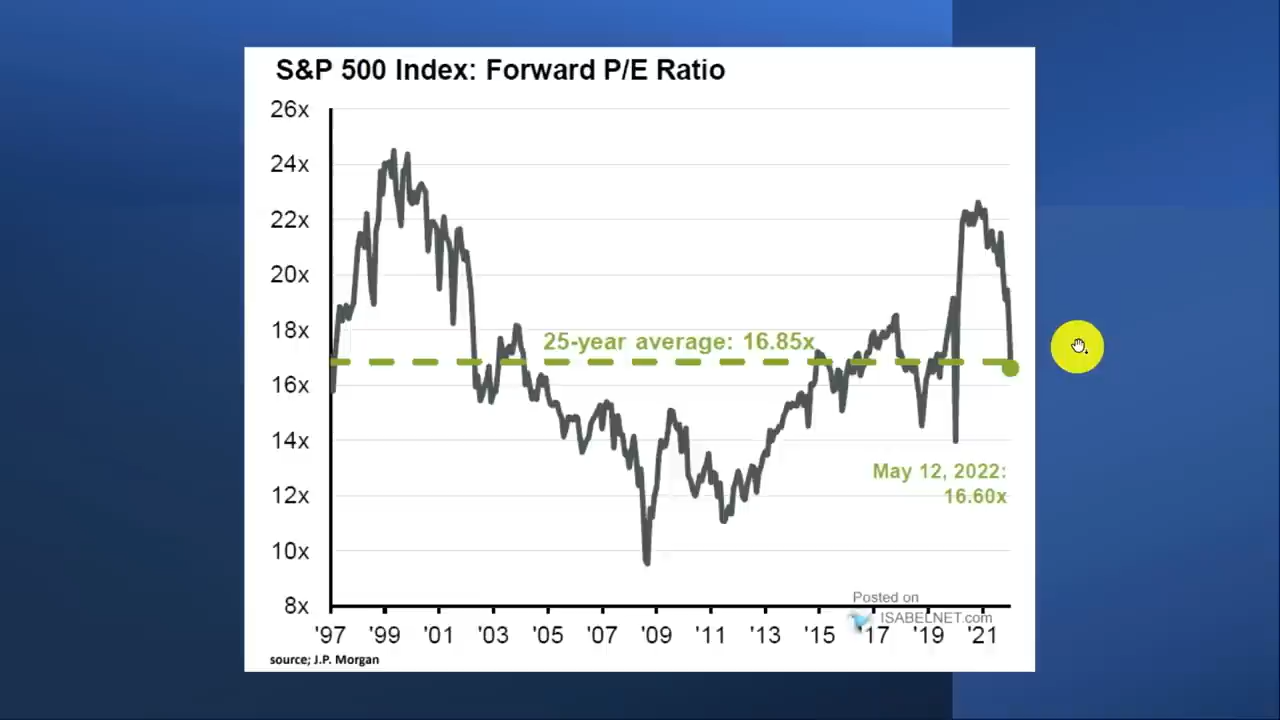 S&P 500 Index: Forward P/E Ratio
26x
24x
22x
20x
18x
25-year average: 16.85x
16x
14x
May 12, 2022:
12x
16.60x
10x
8x
Posted on
ISABELNET.com
'97 '99 '01 '03 '05 '07 '09 '11 '13 '15 '17 '19 '21
source; J.P. Morgan